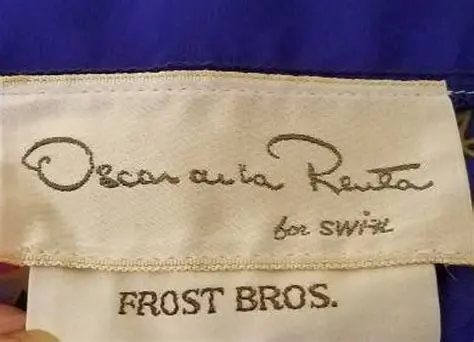 Oscar de la Renta
for SWIRL
FROST BROS.